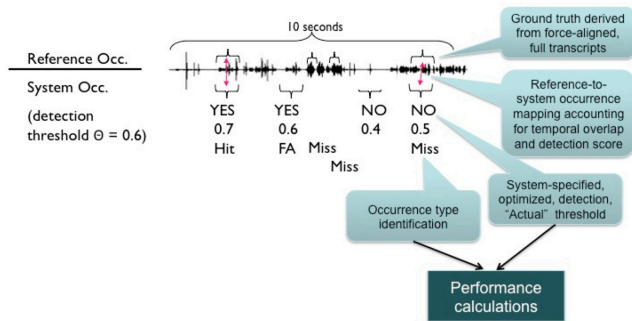 10 seconds
Ground truth derived
from force-aligned,
full transcripts
Reference Occ.
System Occ.
(detection
threshold Θ = 0.6)
YES YES NO NO
0.7 0.6 0.4 0.5
Hit FA Miss Miss
Miss
Reference-to-
system occurrence
mapping accounting
for temporal overlap
and detection score
Occurrence type
identification
System-specified,
optimized, detection,
“Actual” threshold
Performance
calculations